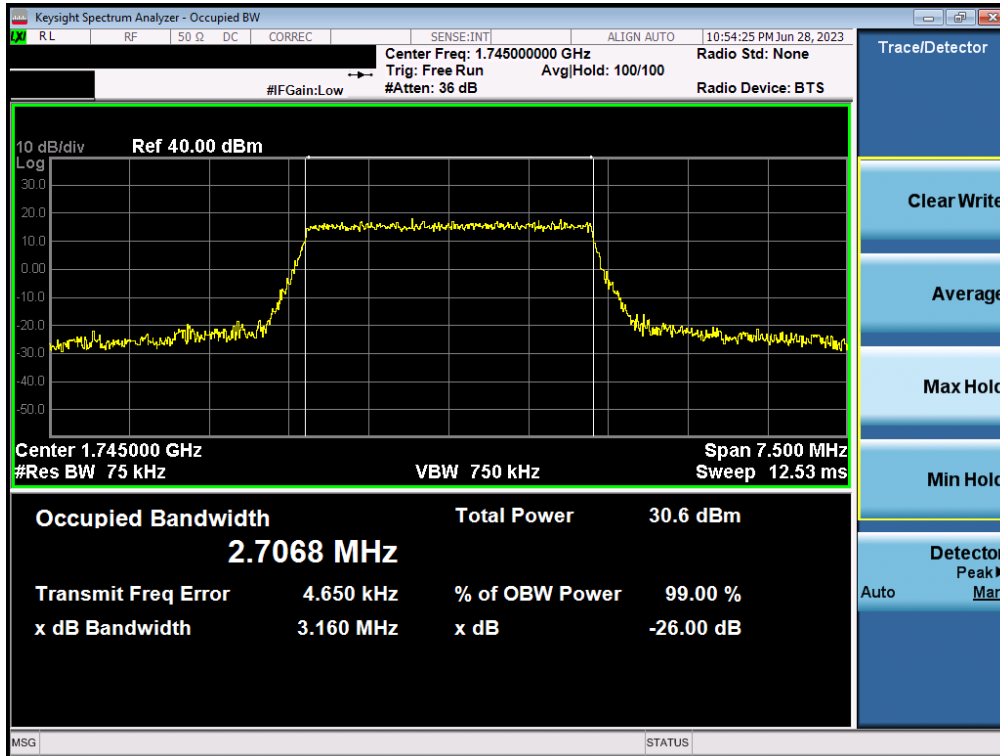 Keysight Spectrum Analyzer - Occupied BW
LXI RL RF 50 Ω DC CORREC SENSE:INT ALIGN AUTO 10:54:25 PM Jun 28, 2023
Center Freq: 1.745000000 GHz Radio Std: None
Trig: Free Run Avg|Hold: 100/100
#IFGain:Low #Atten: 36 dB Radio Device: BTS
Trace/Detector
10 dB/div Ref 40.00 dBm
Log
30.0
20.0
10.0
0.00
-10.0
-20.0
-30.0
-40.0
-50.0
Center 1.745000 GHz Span 7.500 MHz
#Res BW 75 kHz VBW 750 kHz Sweep 12.53 ms
Occupied Bandwidth Total Power 30.6 dBm
2.7068 MHz
Transmit Freq Error 4.650 kHz % of OBW Power 99.00 %
x dB Bandwidth 3.160 MHz x dB -26.00 dB
Clear Write
Average
Max Hold
Min Hold
Detector
Peak
Auto Man
MSG STATUS